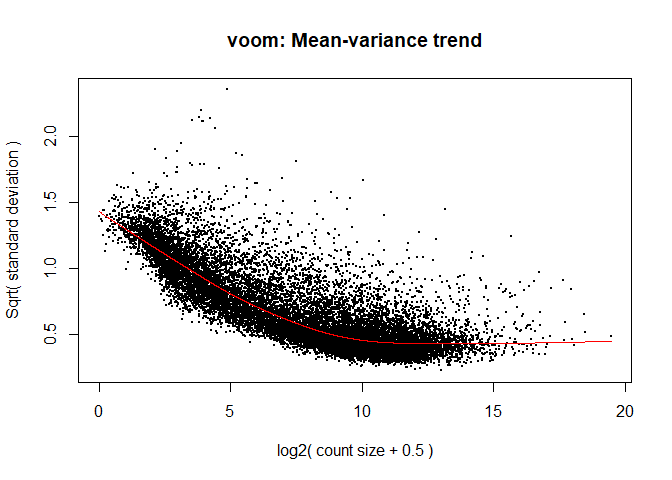 voom: Mean-variance trend
Sqrt( standard deviation )
2.0
1.5
1.0
0.5
0 5 10 15 20
log2( count size + 0.5 )